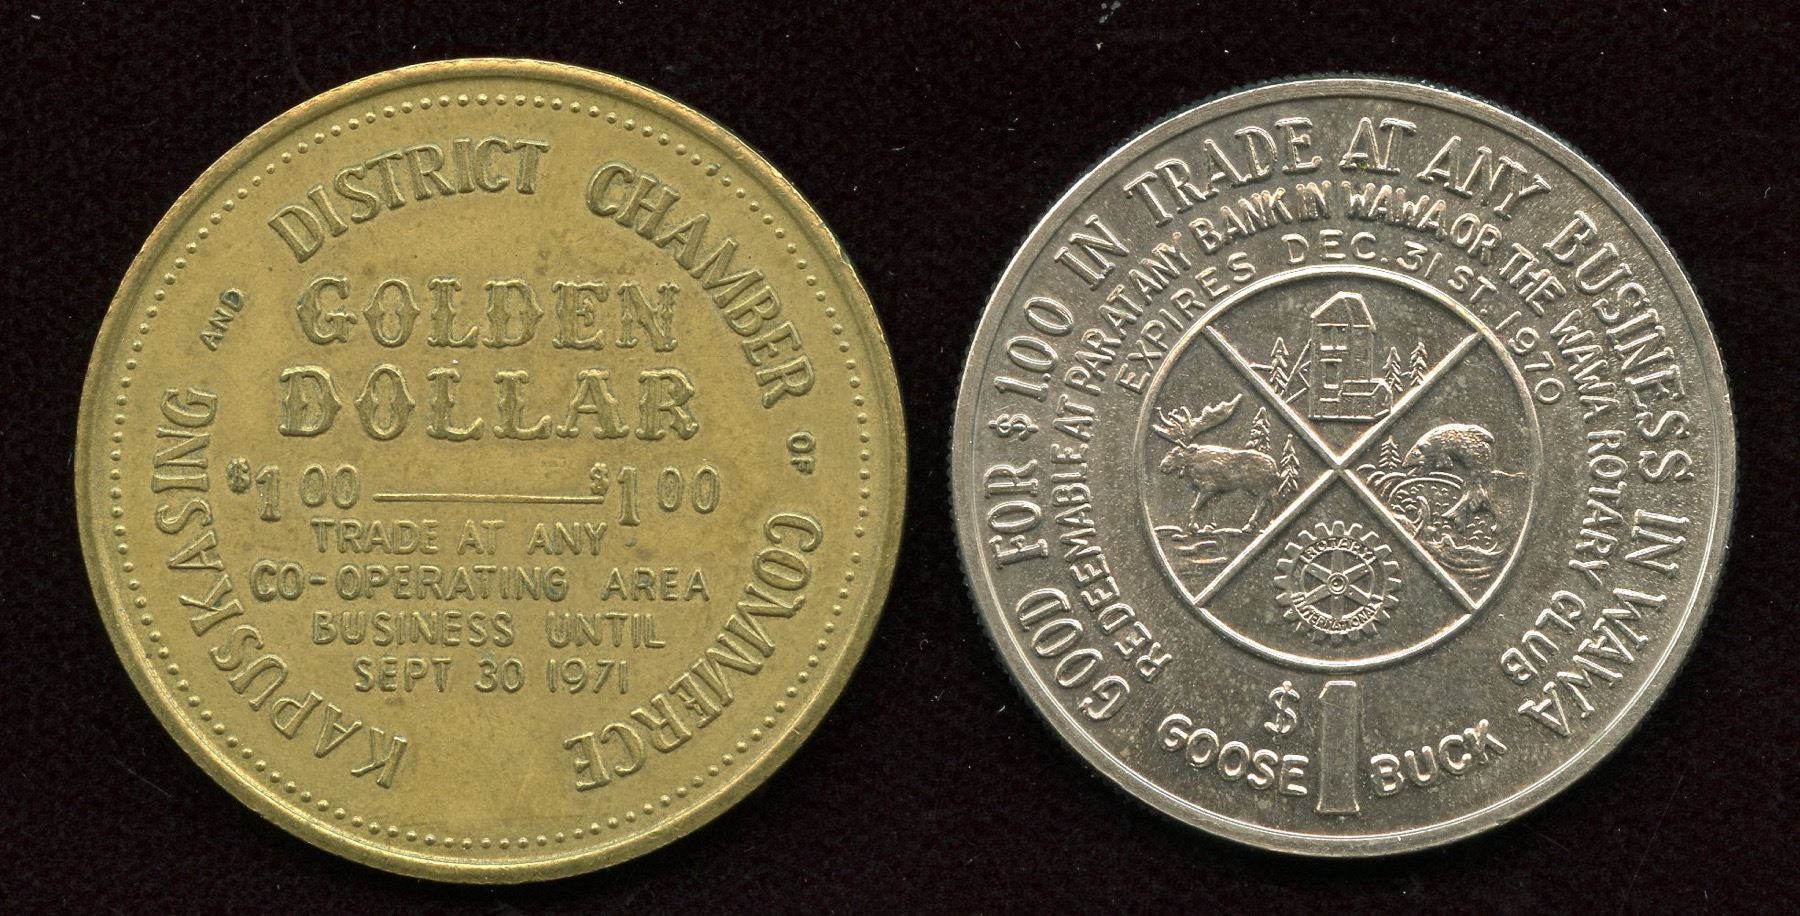 KAPUSKASING AND DISTRICT CHAMBER OF COMMERCE
GOLDEN
DOLLAR
$1.00 $1.00
TRADE AT ANY
CO-OPERATING AREA
BUSINESS UNTIL
SEPT 30 1971
GOOD FOR $1.00 IN TRADE AT ANY BUSINESS IN WAWA
REDEEMABLE AT PAR AT ANY BANK IN WAWA OR THE WAWA ROTARY CLUB
EXPIRES DEC. 31 ST. 1970
ROTARY
INTERNATIONAL
$1
GOOSE BUCK